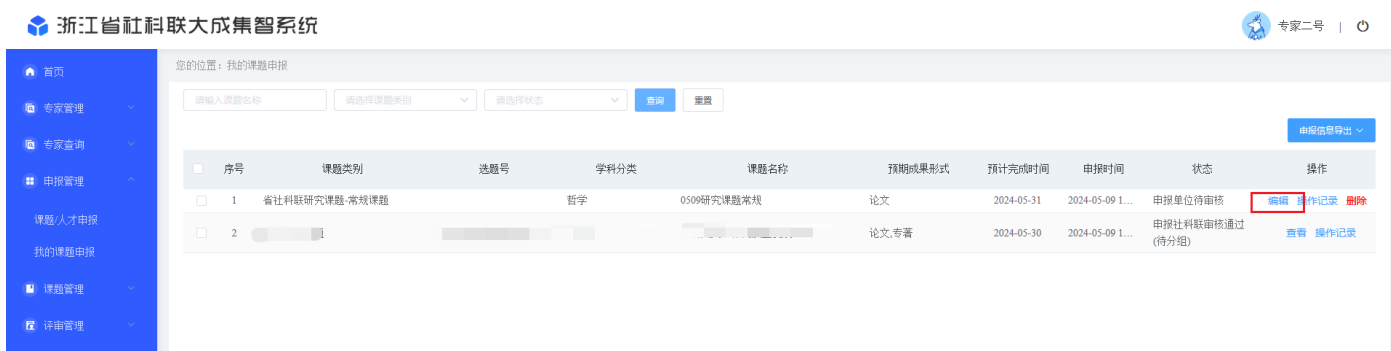 浙江省社科联大成集智系统
专家二号 |
首页
专家管理
专家查询
申报管理
课题/人才申报
我的课题申报
课题管理
评审管理
您的位置：我的课题申报
请输入课题名称 请选择课题类别 请选择状态 查询 重置
申报信息导出
序号 课题类别 选题号 学科分类 课题名称 预期成果形式 预计完成时间 申报时间 状态 操作
1 省社科联研究课题-常规课题 哲学 0509研究课题常规 论文 2024-05-31 2024-05-09 1... 申报单位待审核 编辑 操作记录 删除
2 论文,专著 2024-05-30 2024-05-09 1... 申报社科联审核通过 查看 操作记录
(待分组)